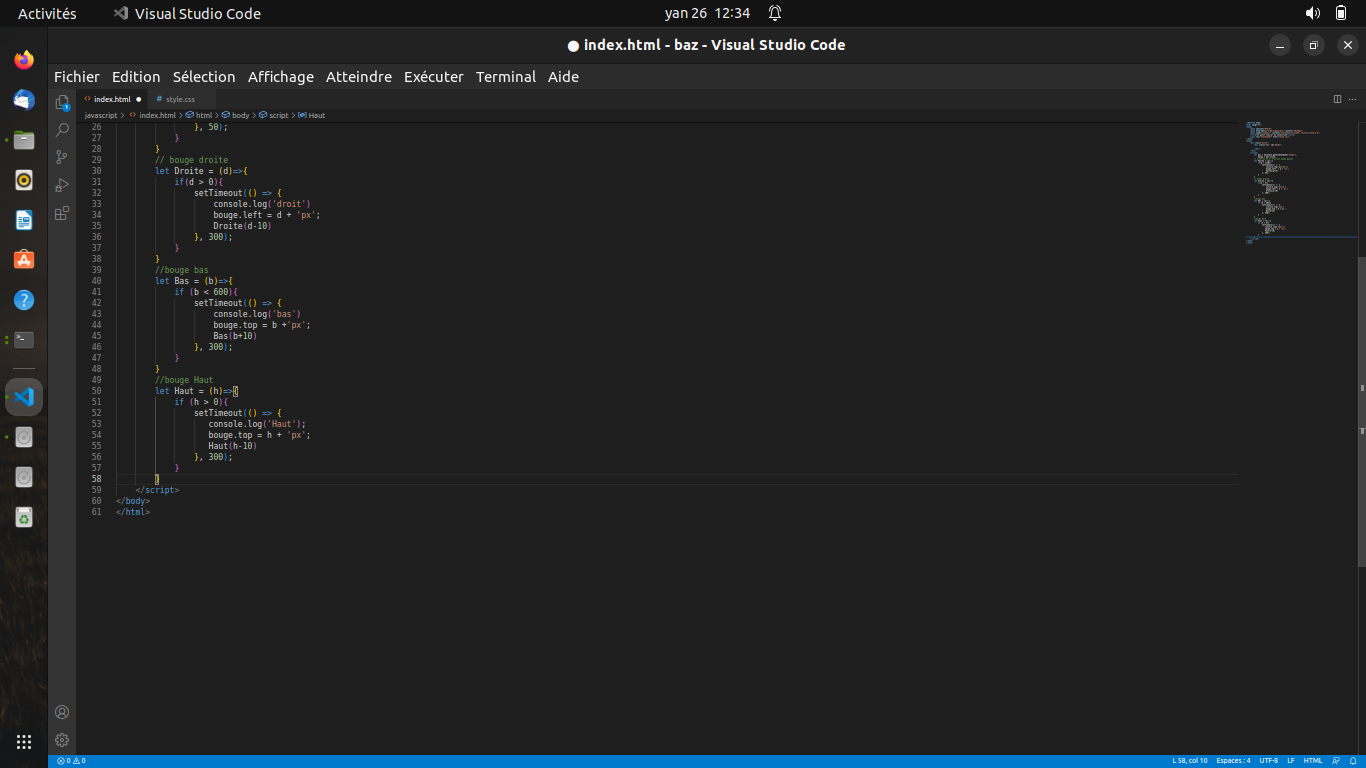 Activités Visual Studio Code yan 26 12:34
● index.html - baz - Visual Studio Code
Fichier Edition Sélection Affichage Atteindre Exécuter Terminal Aide
index.html ● # style.css
javascript > index.html > html > body > script > Haut
26 }, 50);
27 }
28 }
29 // bouge droite
30 let Droite = (d)=>{
31 if(d > 0){
32 setTimeout(() => {
33 console.log('droit')
34 bouge.left = d + 'px';
35 Droite(d-10)
36 }, 300);
37 }
38 }
39 //bouge bas
40 let Bas = (b)=>{
41 if (b < 600){
42 setTimeout(() => {
43 console.log('bas')
44 bouge.top = b +'px';
45 Bas(b+10)
46 }, 300);
47 }
48 }
49 //bouge Haut
50 let Haut = (h)=>{
51 if (h > 0){
52 setTimeout(() => {
53 console.log('Haut');
54 bouge.top = h + 'px';
55 Haut(h-10)
56 }, 300);
57 }
58 }
59 </script>
60 </body>
61 </html>
0 0 L 58, col 10 Espaces : 4 UTF-8 LF HTML